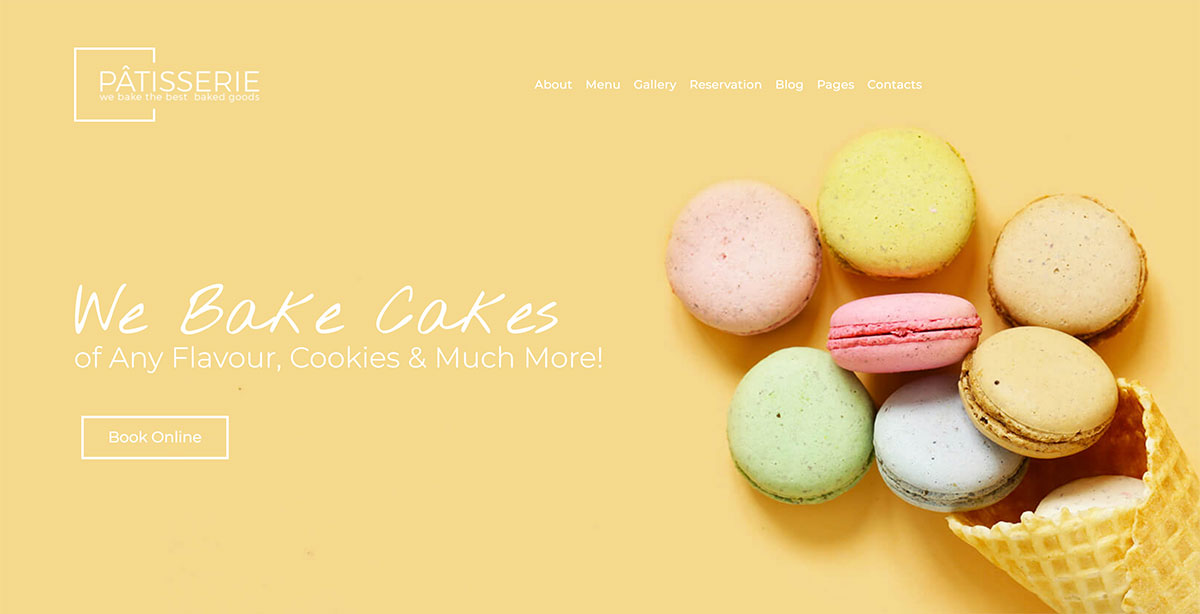 PÂTISSERIE
we bake the best baked goods
About Menu Gallery Reservation Blog Pages Contacts
We Bake Cakes
of Any Flavour, Cookies & Much More!
Book Online